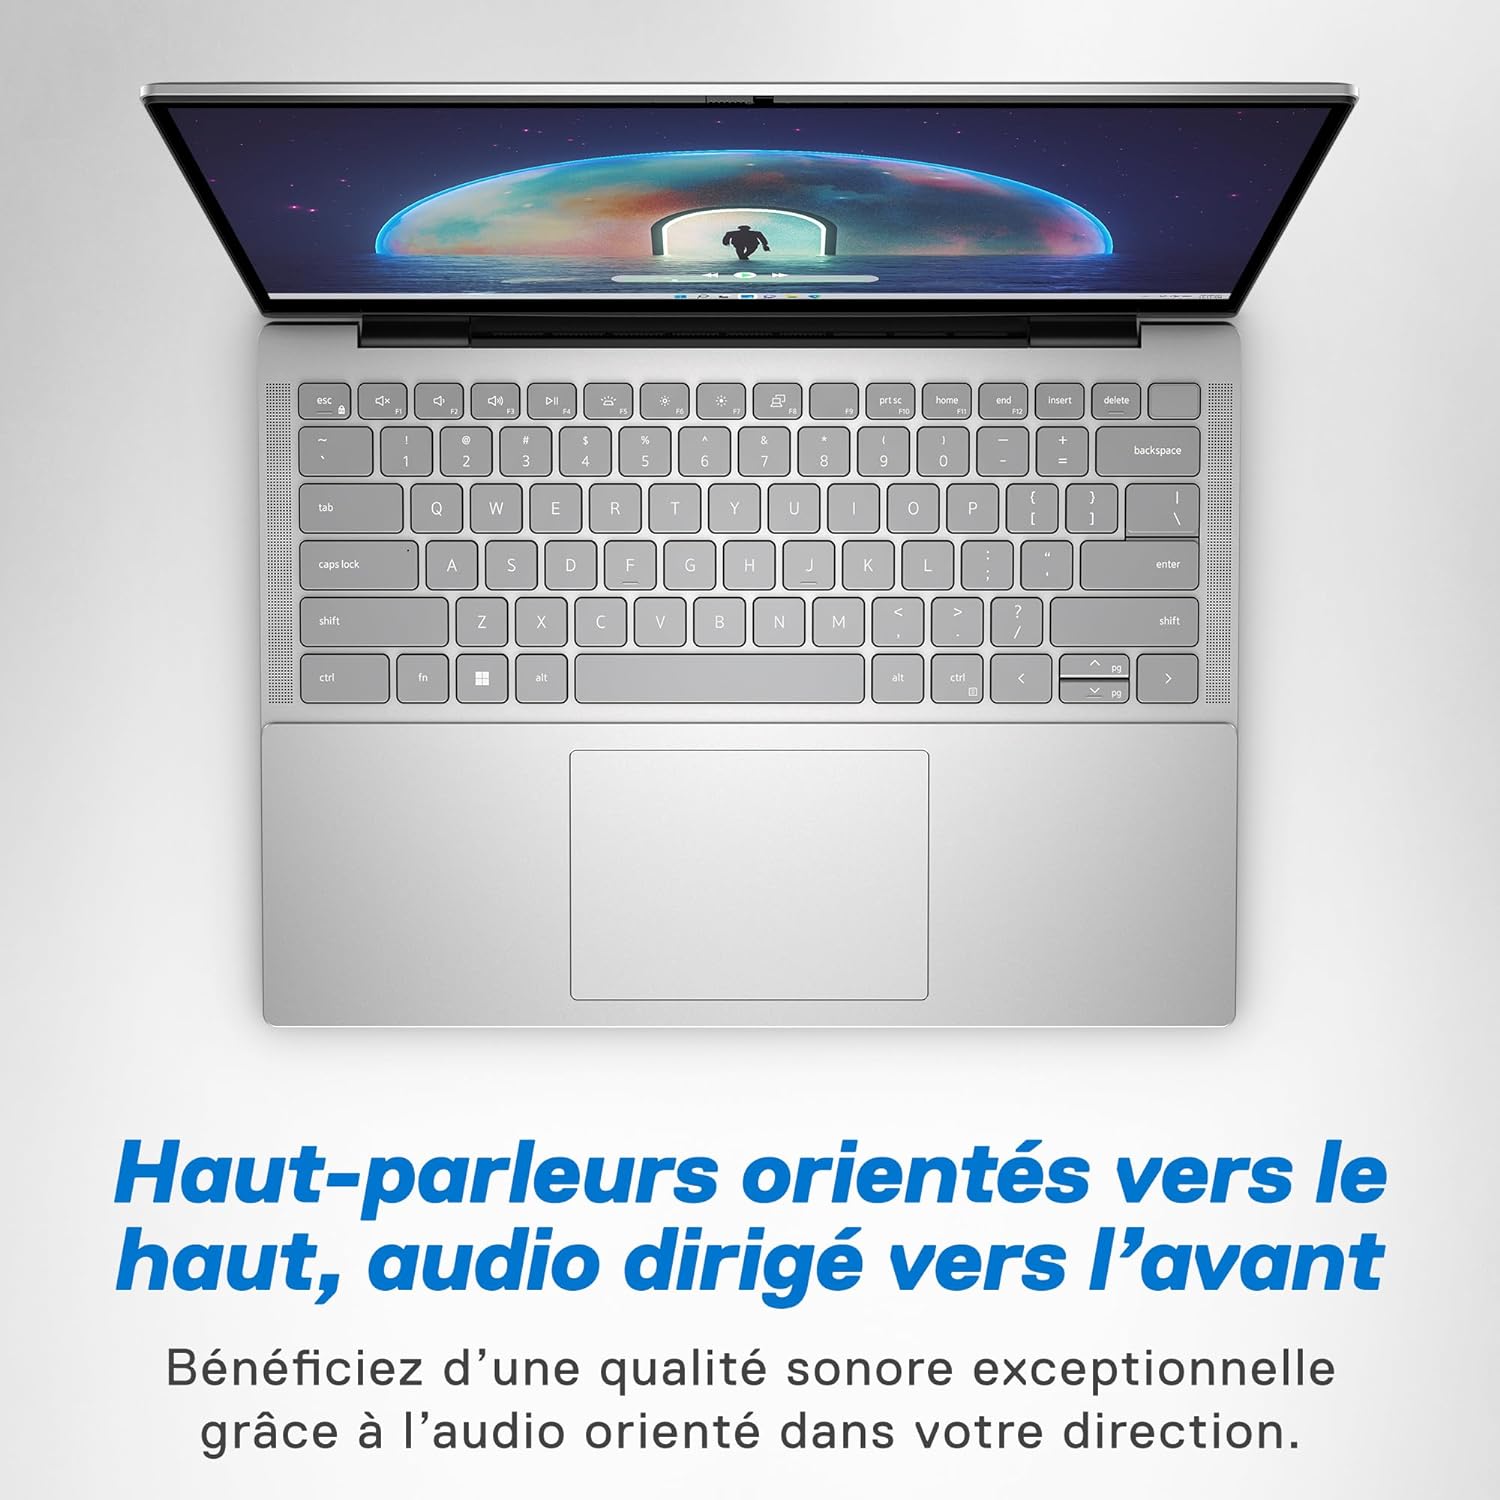 esc F1 F2 F3 F4 F5 F6 F7 F8 F9 prt sc F10 home F11 end F12 insert delete
~ ` ! 1 @ 2 # 3 $ 4 % 5 ^ 6 & 7 * 8 ( 9 ) 0 — - + = backspace
tab Q W E R T Y U I O P { [ } ] | \
caps lock A S D F G H J K L : ; " ' enter
shift Z X C V B N M < , > . ? / shift
ctrl fn alt alt ctrl < ^ pg v pg >
Haut-parleurs orientés vers le
haut, audio dirigé vers l’avant
Bénéficiez d’une qualité sonore exceptionnelle
grâce à l’audio orienté dans votre direction.